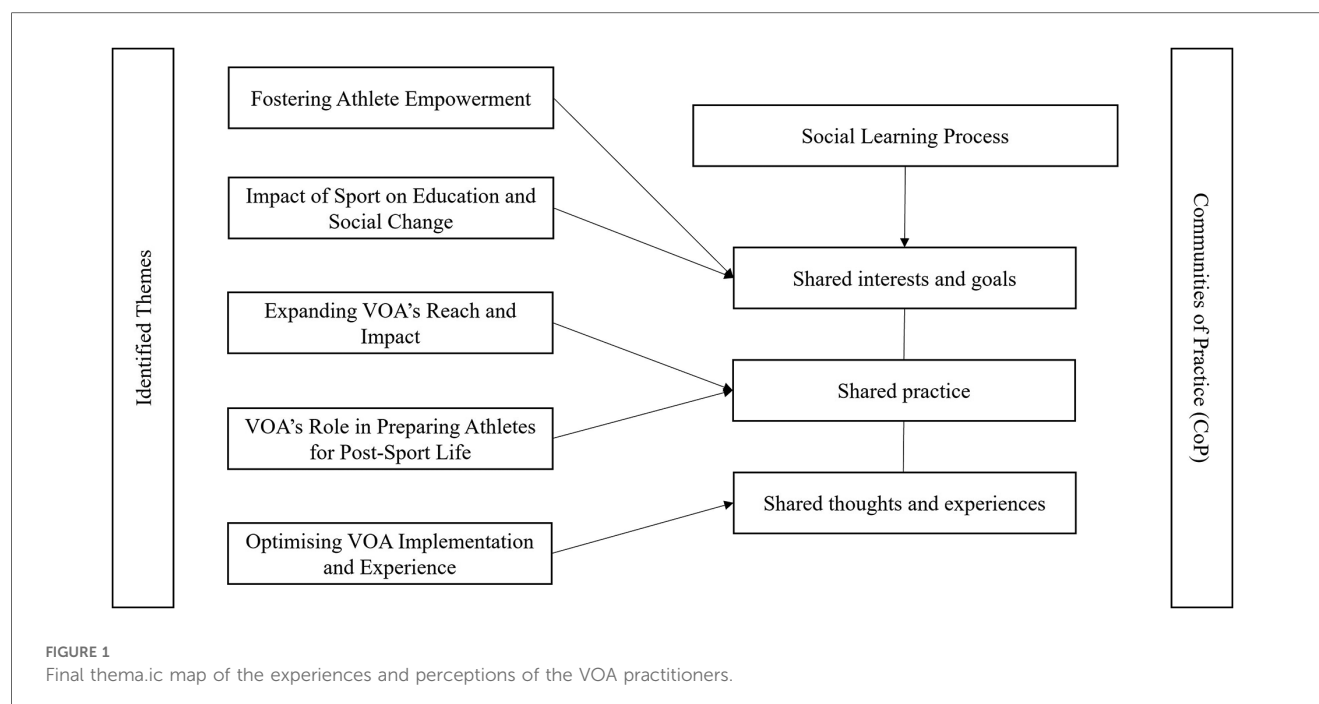 Identified Themes
Fostering Athlete Empowerment
Impact of Sport on Education and
Social Change
Expanding VOA's Reach and
Impact
VOA's Role in Preparing Athletes
for Post-Sport Life
Optimising VOA Implementation
and Experience
Social Learning Process
Shared interests and goals
Shared practice
Shared thoughts and experiences
Communities of Practice (CoP)
FIGURE 1
Final thema.ic map of the experiences and perceptions of the VOA practitioners.